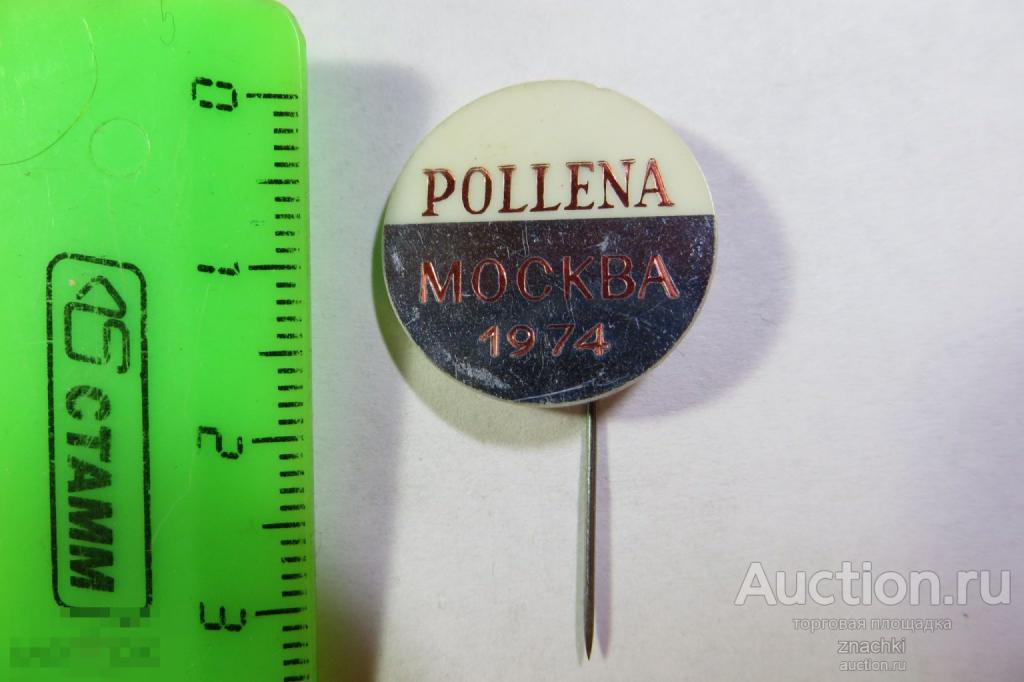 0
1
2
3
СТАММ
POLLENA
МОСКВА
1974
Auction.ru
торговая площадка
znachki
auction.ru